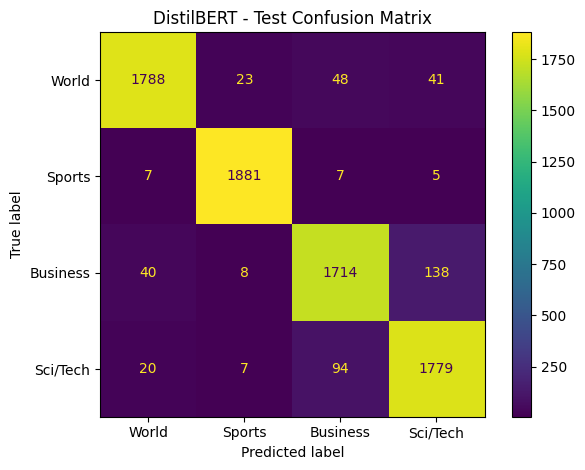 DistilBERT - Test Confusion Matrix
True label
World 1788 23 48 41
Sports 7 1881 7 5
Business 40 8 1714 138
Sci/Tech 20 7 94 1779
World Sports Business Sci/Tech
Predicted label
1750
1500
1250
1000
750
500
250